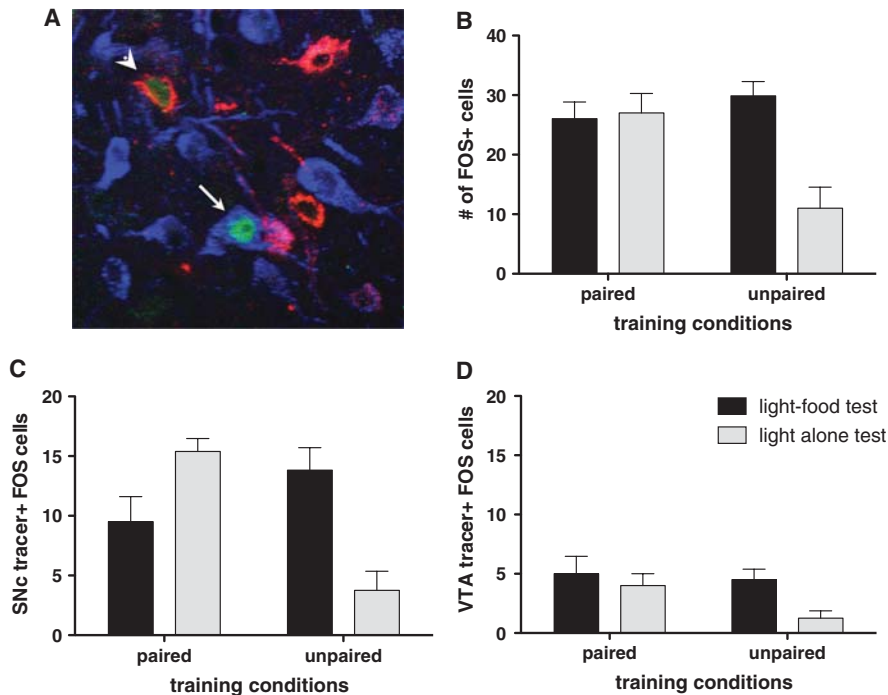 A
B
# of FOS+ cells
40
30
20
10
0
paired
unpaired
training conditions
C
SNc tracer+ FOS cells
20
15
10
5
0
paired
unpaired
training conditions
D
VTA tracer+ FOS cells
20
15
10
5
0
light-food test
light alone test
paired
unpaired
training conditions